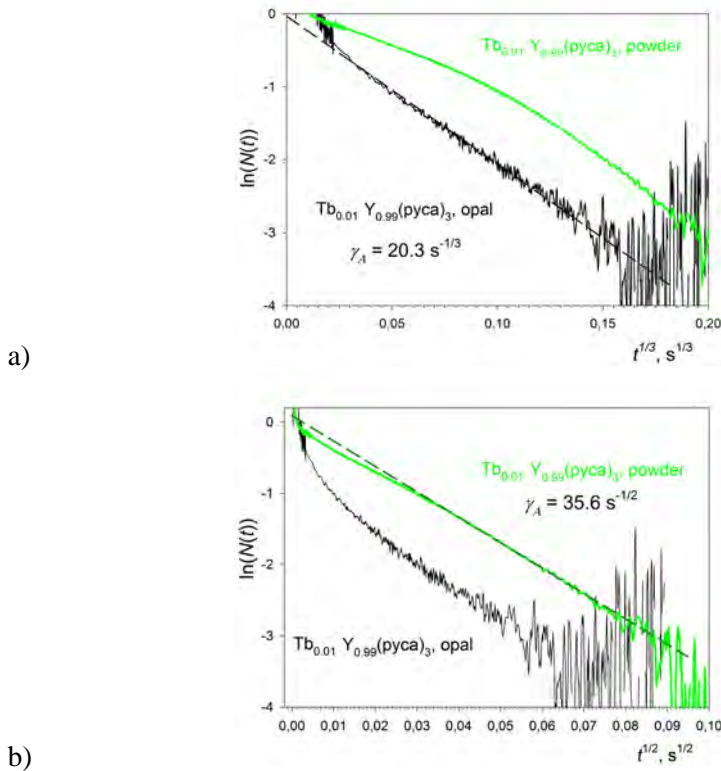 0
-1
-2
-3
-4
ln(N(t))
Tb0.01 Y0.99(pyca)3, powder
Tb0.01 Y0.99(pyca)3, opal
γA = 20.3 s-1/3
0,00 0,05 0,10 0,15 0,20
t1/3, s1/3
a)
0
-1
-2
-3
-4
ln(N(t))
Tb0.01 Y0.99(pyca)3, powder
γA = 35.6 s-1/2
Tb0.01 Y0.99(pyca)3, opal
0,00 0,01 0,02 0,03 0,04 0,05 0,06 0,07 0,08 0,09 0,10
t1/2, s1/2
b)